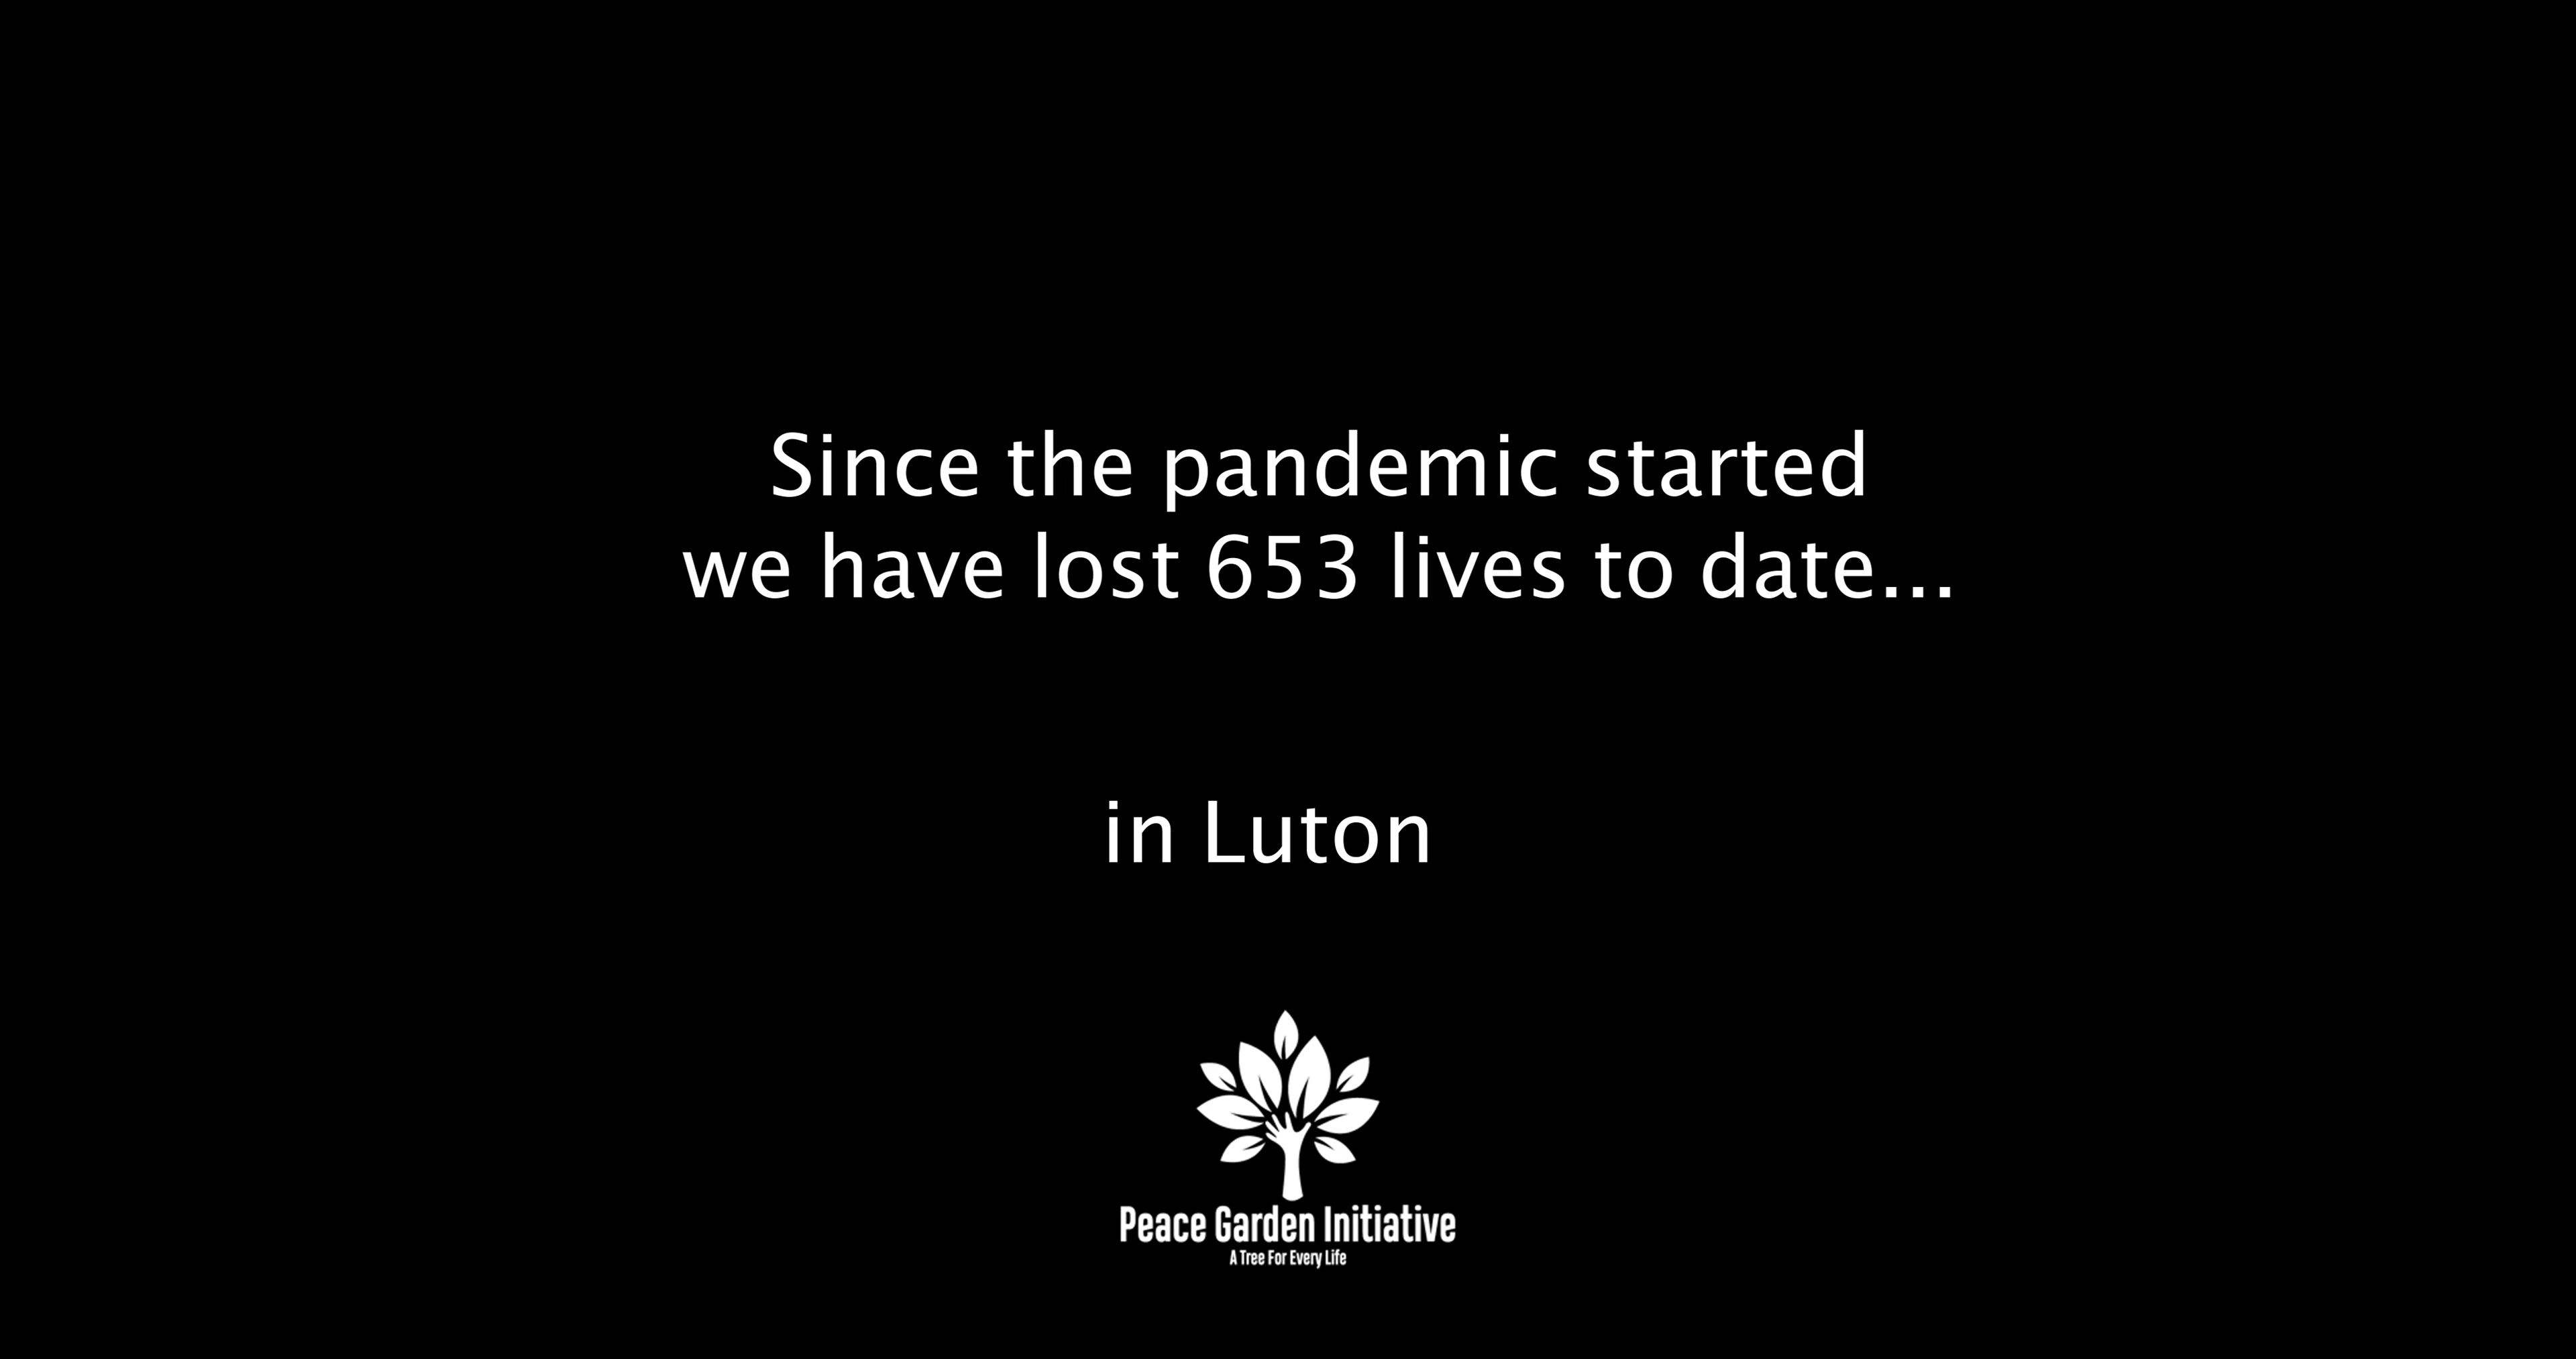 Since the pandemic started
we have lost 653 lives to date...
in Luton
Peace Garden Initiative
A Tree For Every Life